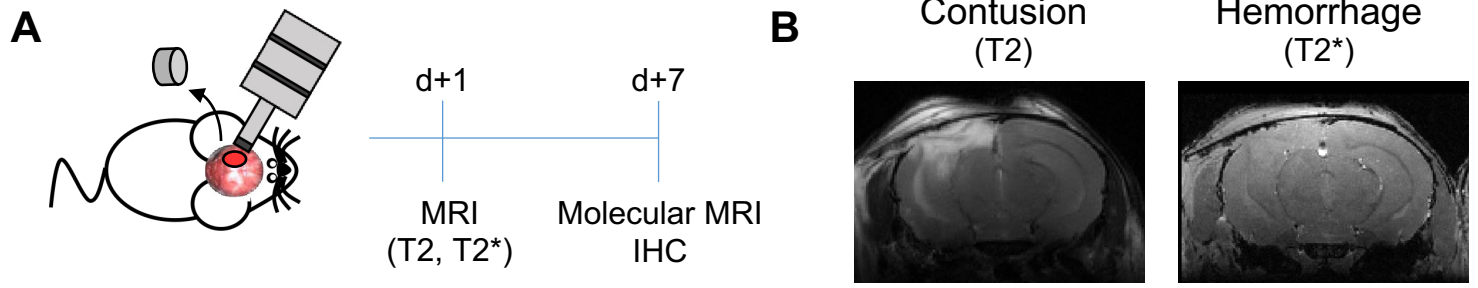 A
d+1
d+7
MRI
(T2, T2*)
Molecular MRI
IHC
B
Contusion
(T2)
Hemorrhage
(T2*)